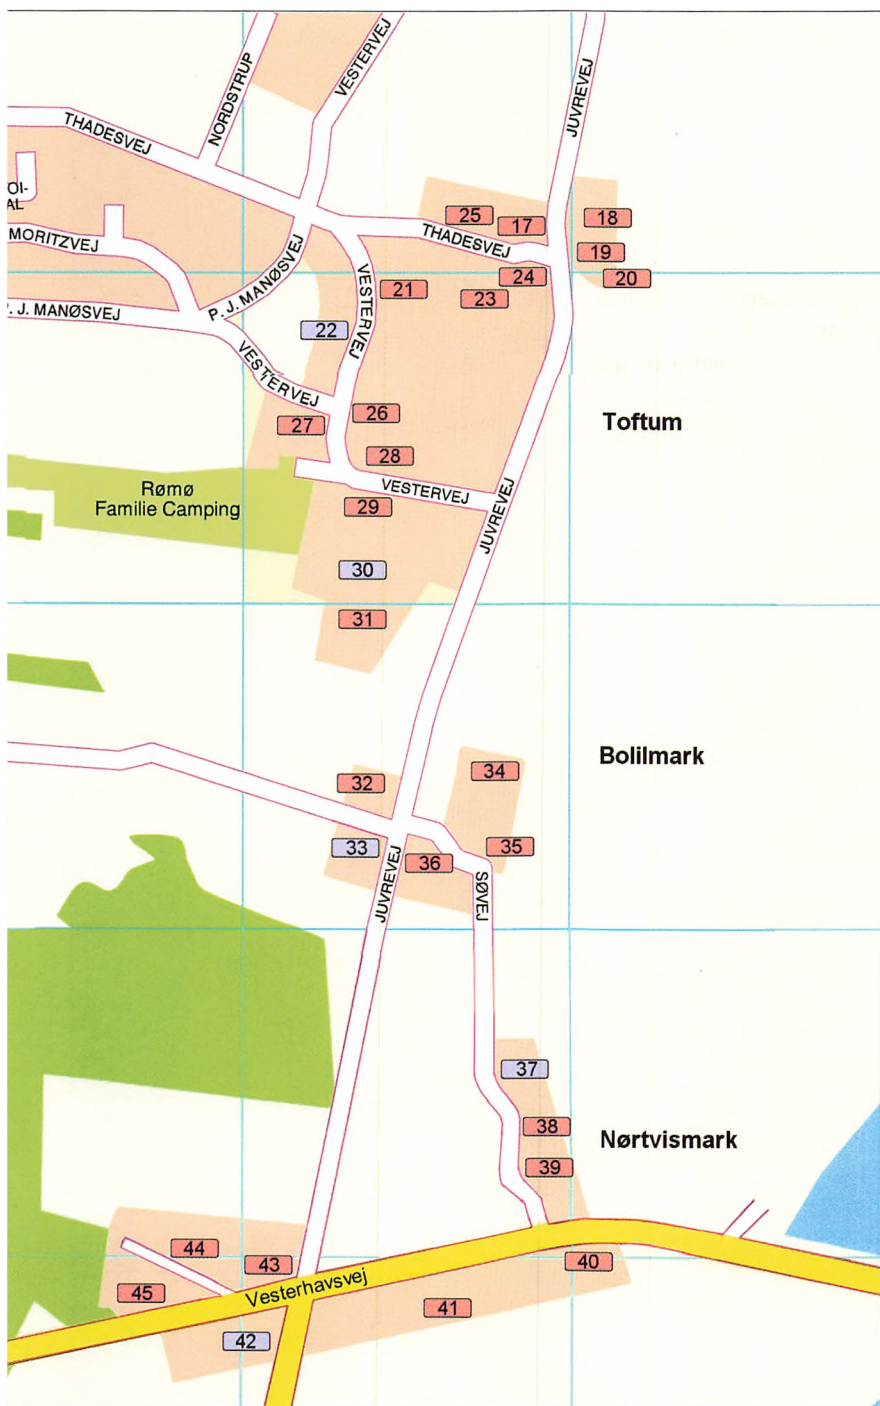 NORDSTRUP
VESTERVEJ
JUVREVEJ
THADESVEJ
OI-
AL
MORITZVEJ
P. J. MANØSVEJ
. J. MANØSVEJ
25
17
18
THADESVEJ
19
24
20
21
23
VESTERVEJ
22
VESTERVEJ
26
27
Toftum
28
VESTERVEJ
JUVREVEJ
Rømø
Familie Camping
29
30
31
Bolilmark
32
34
33
35
36
JUVREVEJ
SØVEJ
37
38
Nørtvismark
39
44
43
40
45
Vesterhavsvej
41
42